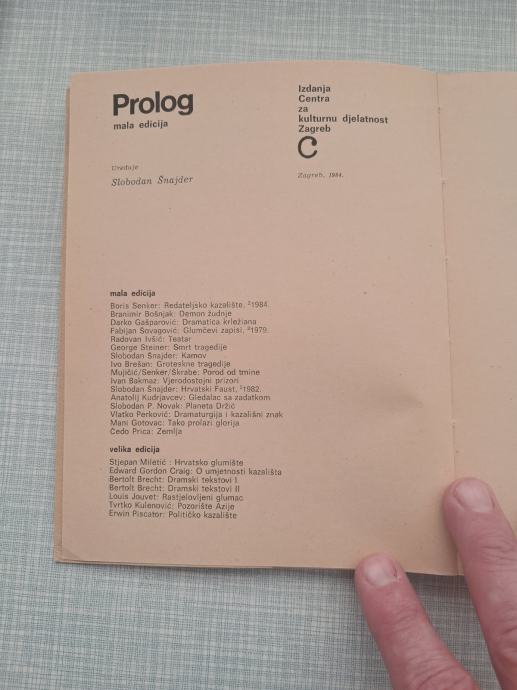 Prolog
mala edicija
Uređuje
Slobodan Šnajder
Izdanja
Centra
za
kulturnu djelatnost
Zagreb
Zagreb, 1984.
mala edicija
Boris Senker: Redateljsko kazalište, ²1984.
Branimir Bošnjak: Demon žudnje
Darko Gašparović: Dramatica krležiana
Fabijan Šovagović: Glumčevi zapisi, ²1979.
Radovan Ivšić: Teatar
George Steiner: Smrt tragedije
Slobodan Šnajder: Kamov
Ivo Brešan: Groteskne tragedije
Mujičić/Senker/Škrabe: Porod od tmine
Ivan Bakmaz: Vjerodostojni prizori
Slobodan Šnajder: Hrvatski Faust, ²1982.
Anatolij Kudrjavcev: Gledalac sa zadatkom
Slobodan P. Novak: Planeta Držić
Vlatko Perković: Dramaturgija i kazališni znak
Mani Gotovac: Tako prolazi glorija
Čedo Prica: Zemlja
velika edicija
Stjepan Miletić : Hrvatsko glumište
Edward Gordon Craig: O umjetnosti kazališta
Bertolt Brecht: Dramski tekstovi I
Bertolt Brecht: Dramski tekstovi II
Louis Jouvet: Rastjelovljeni glumac
Tvrtko Kulenović: Pozorište Azije
Erwin Piscator: Političko kazalište